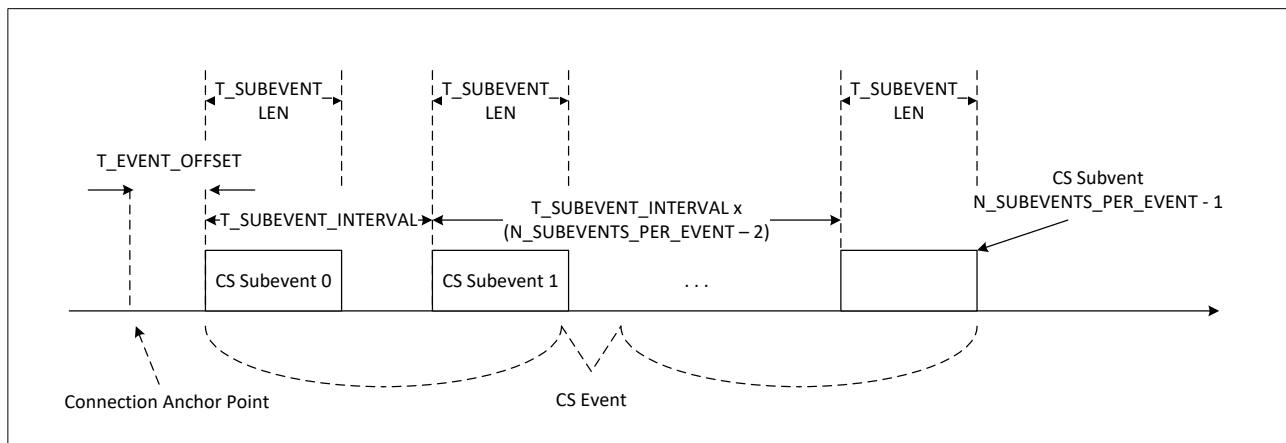 T_SUBEVENT_
LEN
T_SUBEVENT_
LEN
T_SUBEVENT_
LEN
T_EVENT_OFFSET
CS Subvent
N_SUBEVENTS_PER_EVENT - 1
T_SUBEVENT_INTERVAL
T_SUBEVENT_INTERVAL x
(N_SUBEVENTS_PER_EVENT – 2)
CS Subevent 0
CS Subevent 1
. . .
Connection Anchor Point
CS Event